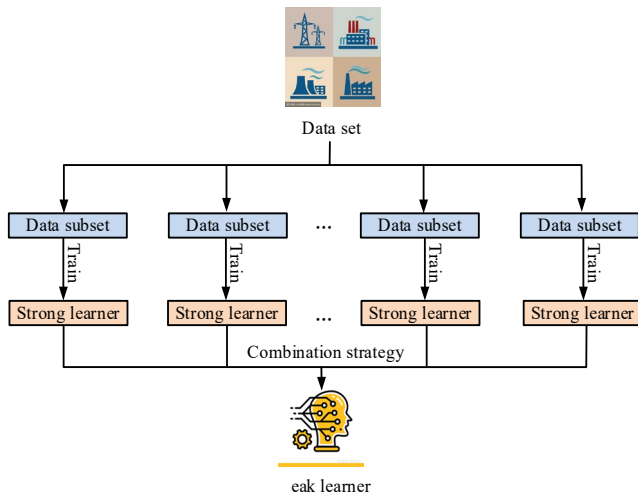 Data set
Data subset Data subset ... Data subset Data subset
Train Train Train Train
Strong learner Strong learner ... Strong learner Strong learner
Combination strategy
eak learner